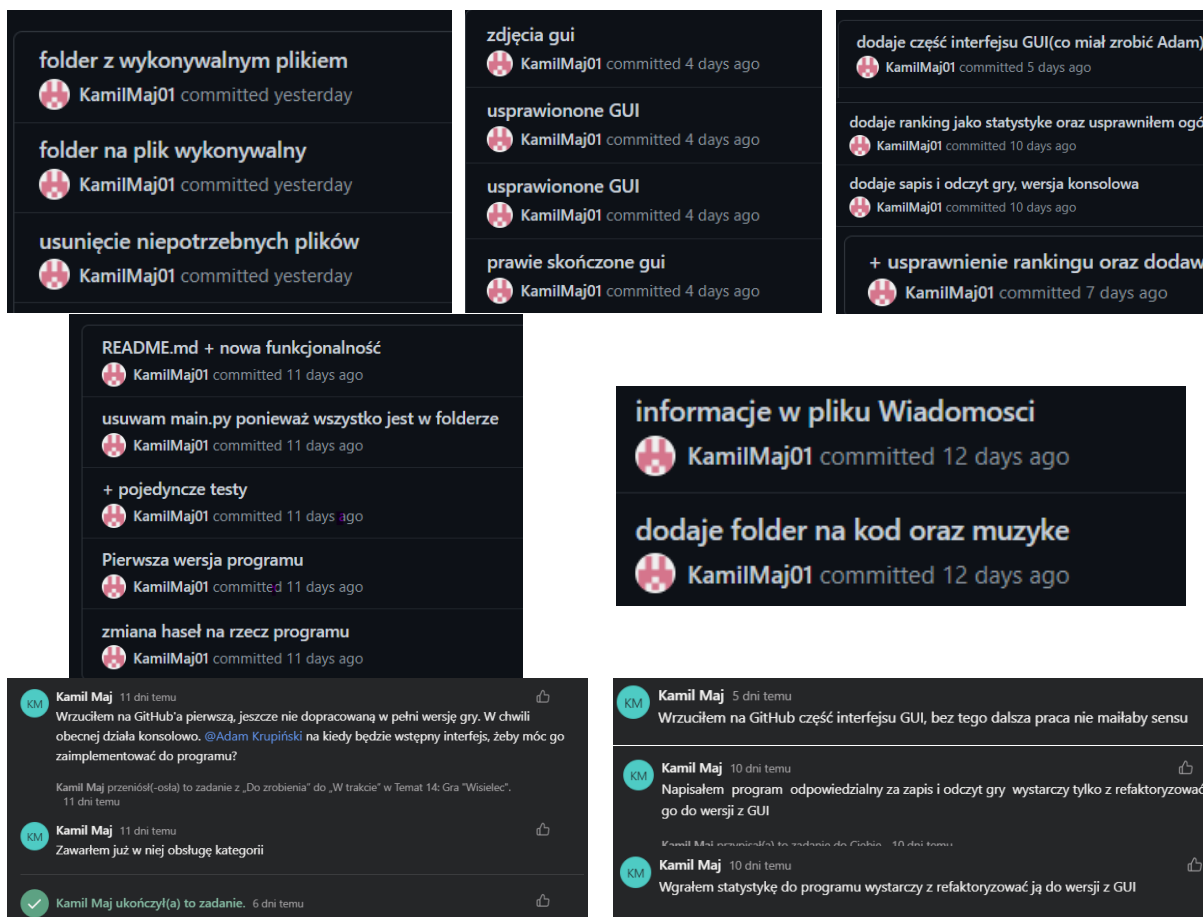 folder z wykonywalnym plikiem
KamilMaj01 committed yesterday
folder na plik wykonywalny
KamilMaj01 committed yesterday
usunięcie niepotrzebnych plików
KamilMaj01 committed yesterday
zdjęcia gui
KamilMaj01 committed 4 days ago
usprawionone GUI
KamilMaj01 committed 4 days ago
usprawionone GUI
KamilMaj01 committed 4 days ago
prawie skończone gui
KamilMaj01 committed 4 days ago
dodaje część interfejsu GUI(co miał zrobić Adam)
KamilMaj01 committed 5 days ago
dodaje ranking jako statystyke oraz usprawniłem
KamilMaj01 committed 10 days ago
dodaje sapis i odczyt gry, wersja konsolowa
KamilMaj01 committed 10 days ago
+ usprawnienie rankingu oraz
KamilMaj01 committed 7 days ago
README.md + nowa funkcjonalność
KamilMaj01 committed 11 days ago
usuwam main.py ponieważ wszystko jest w folderze
KamilMaj01 committed 11 days ago
+ pojedyncze testy
KamilMaj01 committed 11 days ago
Pierwsza wersja programu
KamilMaj01 committed 11 days ago
zmiana haseł na rzecz programu
KamilMaj01 committed 11 days ago
informacje w pliku Wiadomosci
KamilMaj01 committed 12 days ago
dodaje folder na kod oraz muzyke
KamilMaj01 committed 12 days ago
KM Kamil Maj 11 dni temu
Wrzuciłem na GitHub'a pierwszą, jeszcze nie dopracowaną w pełni wersję gry. W chwili
obecnej działa konsolowo. @Adam Krupiński na kiedy będzie wstępny interfejs, żeby móc go
zaimplementować do programu?
Kamil Maj przeniósł(-osła) to zadanie z „Do zrobienia" do „W trakcie" w Temat 14: Gra "Wisielec".
11 dni temu
KM Kamil Maj 11 dni temu
Zawarłem już w niej obsługę kategorii
Kamil Maj ukończył(a) to zadanie. 6 dni temu
KM Kamil Maj 5 dni temu
Wrzuciłem na GitHub część interfejsu GUI, bez tego dalsza praca nie maiłaby sensu
KM Kamil Maj 10 dni temu
Napisałem program odpowiedzialny za zapis i odczyt gry wystarczy tylko z refaktoryzować
go do wersji z GUI
Kamil Maj przypisał(a) to zadanie do Ciebie. 10 dni temu
KM Kamil Maj 10 dni temu
Wgrałem statystykę do programu wystarczy z refaktoryzować ją do wersji z GUI